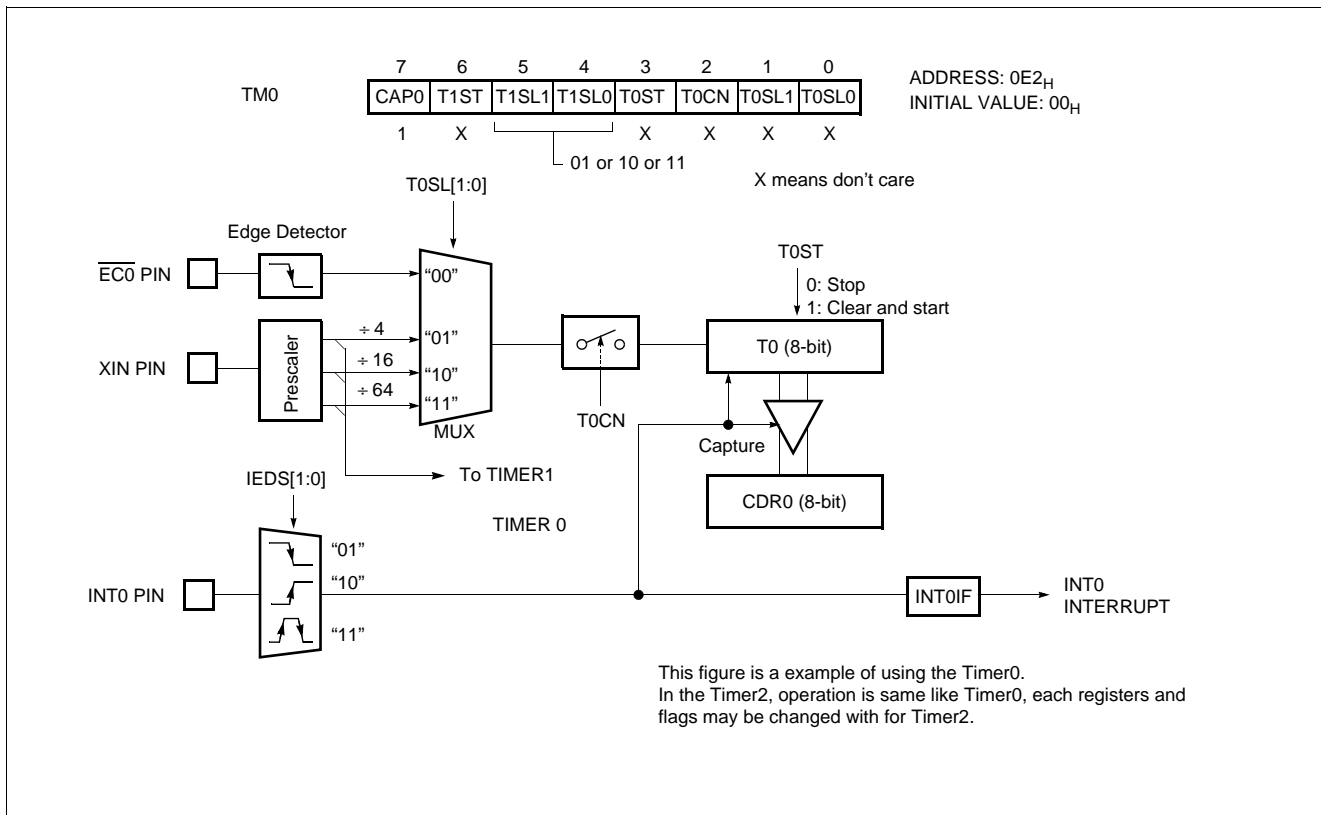 7 6 5 4 3 2 1 0
TM0 CAP0 T1ST T1SL1 T1SL0 T0ST T0CN T0SL1 T0SL0
ADDRESS: 0E2H
INITIAL VALUE: 00H
1 X X X X X
01 or 10 or 11
X means don't care
T0SL[1:0]
Edge Detector
EC0 PIN
“00”
T0ST
0: Stop
1: Clear and start
XIN PIN
Prescaler
÷ 4
“01”
÷ 16
“10”
÷ 64
“11”
MUX
T0CN
T0 (8-bit)
Capture
To TIMER1
CDR0 (8-bit)
TIMER 0
IEDS[1:0]
INT0 PIN
“01”
“10”
“11”
INT0IF
INT0
INTERRUPT
This figure is a example of using the Timer0.
In the Timer2, operation is same like Timer0, each registers and
flags may be changed with for Timer2.